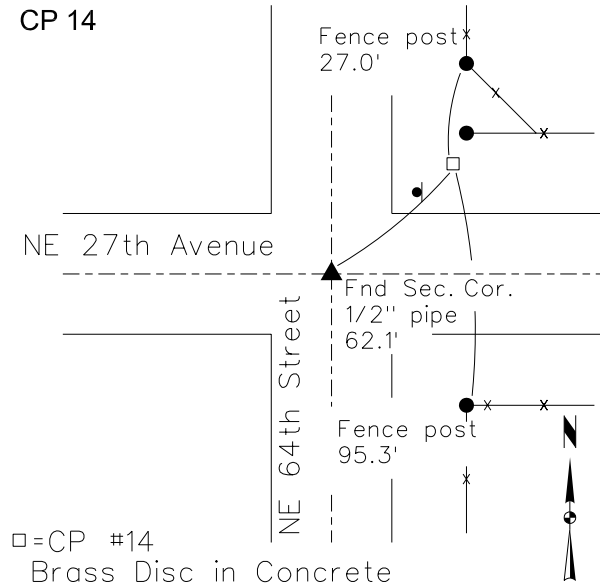 CP 14
Fence post
27.0'
NE 27th Avenue
Fnd Sec. Cor.
1/2" pipe
62.1'
NE 64th Street
Fence post
95.3'
N
□=CP #14
Brass Disc in Concrete